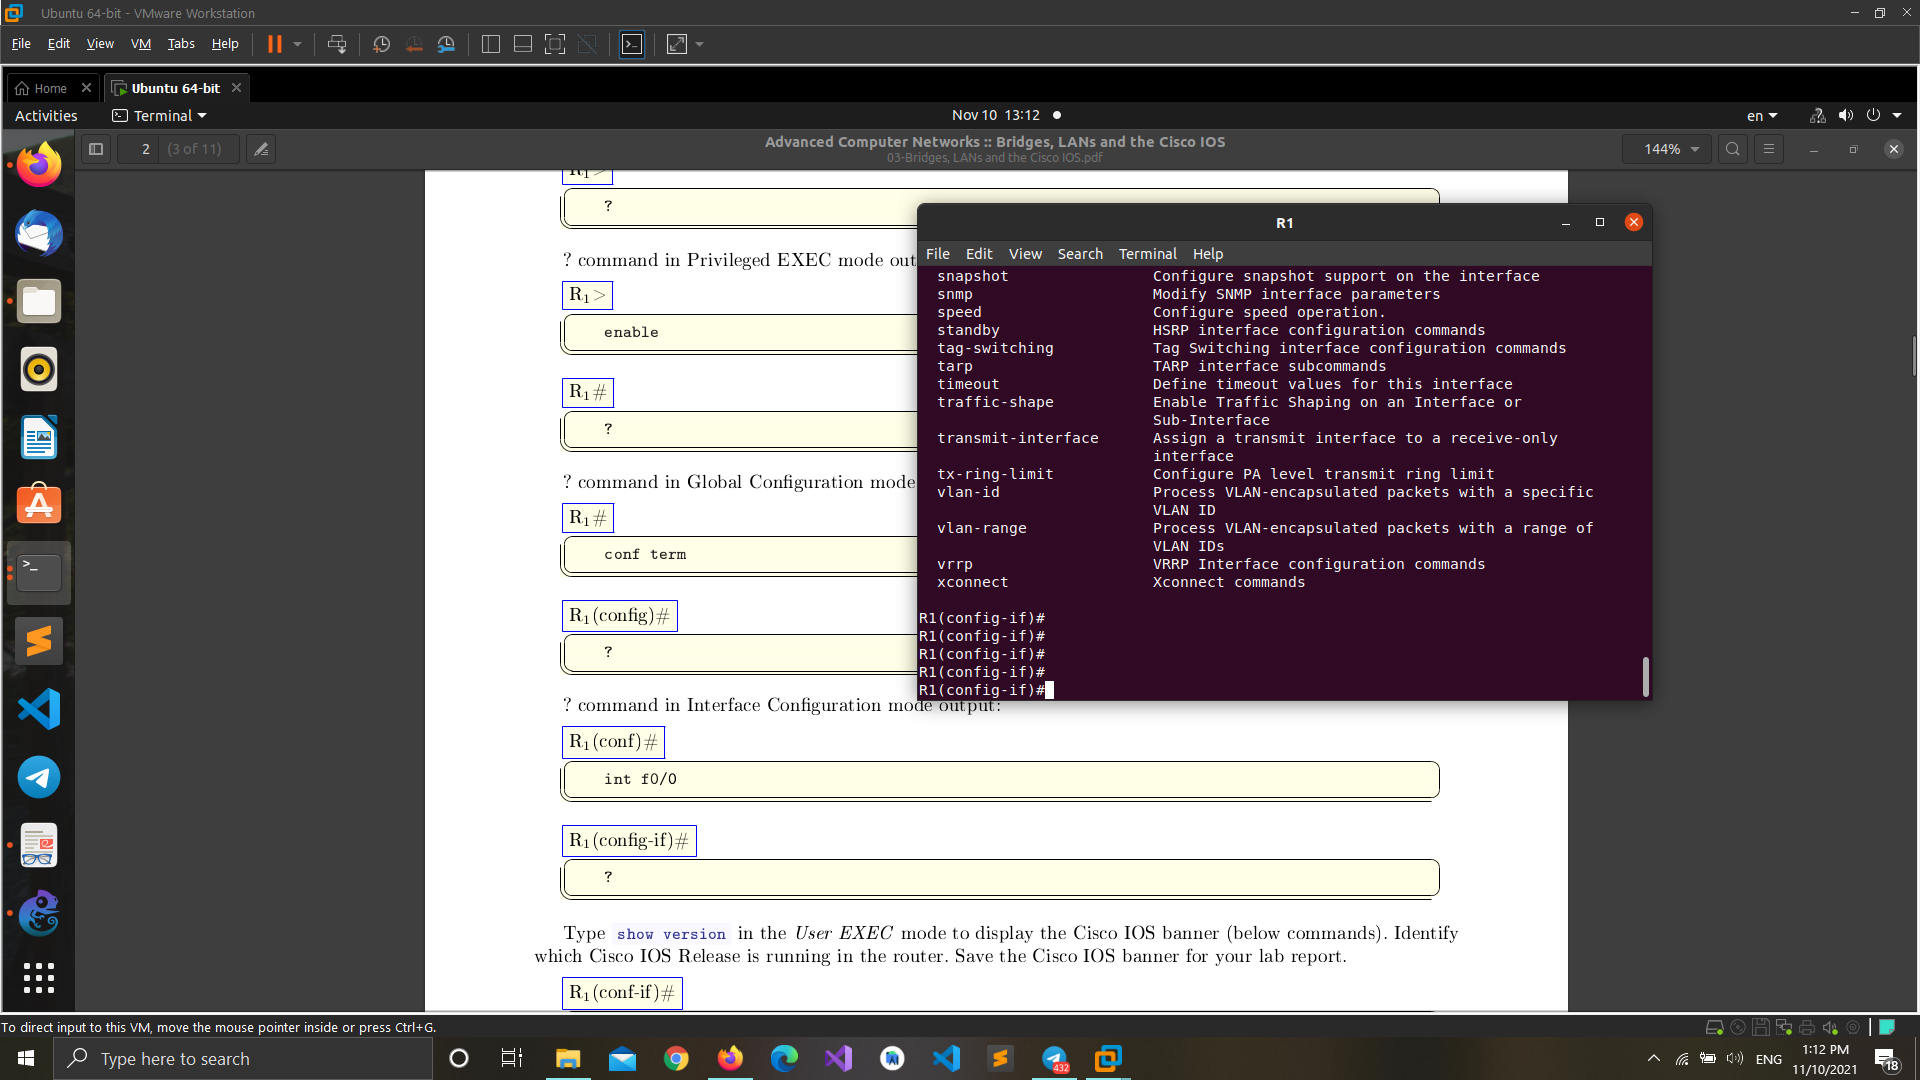 Ubuntu 64-bit - VMware Workstation
File Edit View VM Tabs Help
Home
Ubuntu 64-bit
Activities
Terminal
Nov 10 13:12
en
2 (3 of 11)
Advanced Computer Networks :: Bridges, LANs and the Cisco IOS
03-Bridges, LANs and the Cisco IOS.pdf
144%
R1>
?
? command in Privileged EXEC mode out
R1>
enable
R1#
?
? command in Global Configuration mode
R1#
conf term
R1(config)#
?
? command in Interface Configuration mode output:
R1(conf)#
int f0/0
R1(config-if)#
?
Type show version in the User EXEC mode to display the Cisco IOS banner (below commands). Identify
which Cisco IOS Release is running in the router. Save the Cisco IOS banner for your lab report.
R1(conf-if)#
R1
File Edit View Search Terminal Help
snapshot Configure snapshot support on the interface
snmp Modify SNMP interface parameters
speed Configure speed operation.
standby HSRP interface configuration commands
tag-switching Tag Switching interface configuration commands
tarp TARP interface subcommands
timeout Define timeout values for this interface
traffic-shape Enable Traffic Shaping on an Interface or
Sub-Interface
transmit-interface Assign a transmit interface to a receive-only
interface
tx-ring-limit Configure PA level transmit ring limit
vlan-id Process VLAN-encapsulated packets with a specific
VLAN ID
vlan-range Process VLAN-encapsulated packets with a range of
VLAN IDs
vrrp VRRP Interface configuration commands
xconnect Xconnect commands
R1(config-if)#
R1(config-if)#
R1(config-if)#
R1(config-if)#
R1(config-if)#
To direct input to this VM, move the mouse pointer inside or press Ctrl+G.
Type here to search
432
ENG
1:12 PM
11/10/2021
18